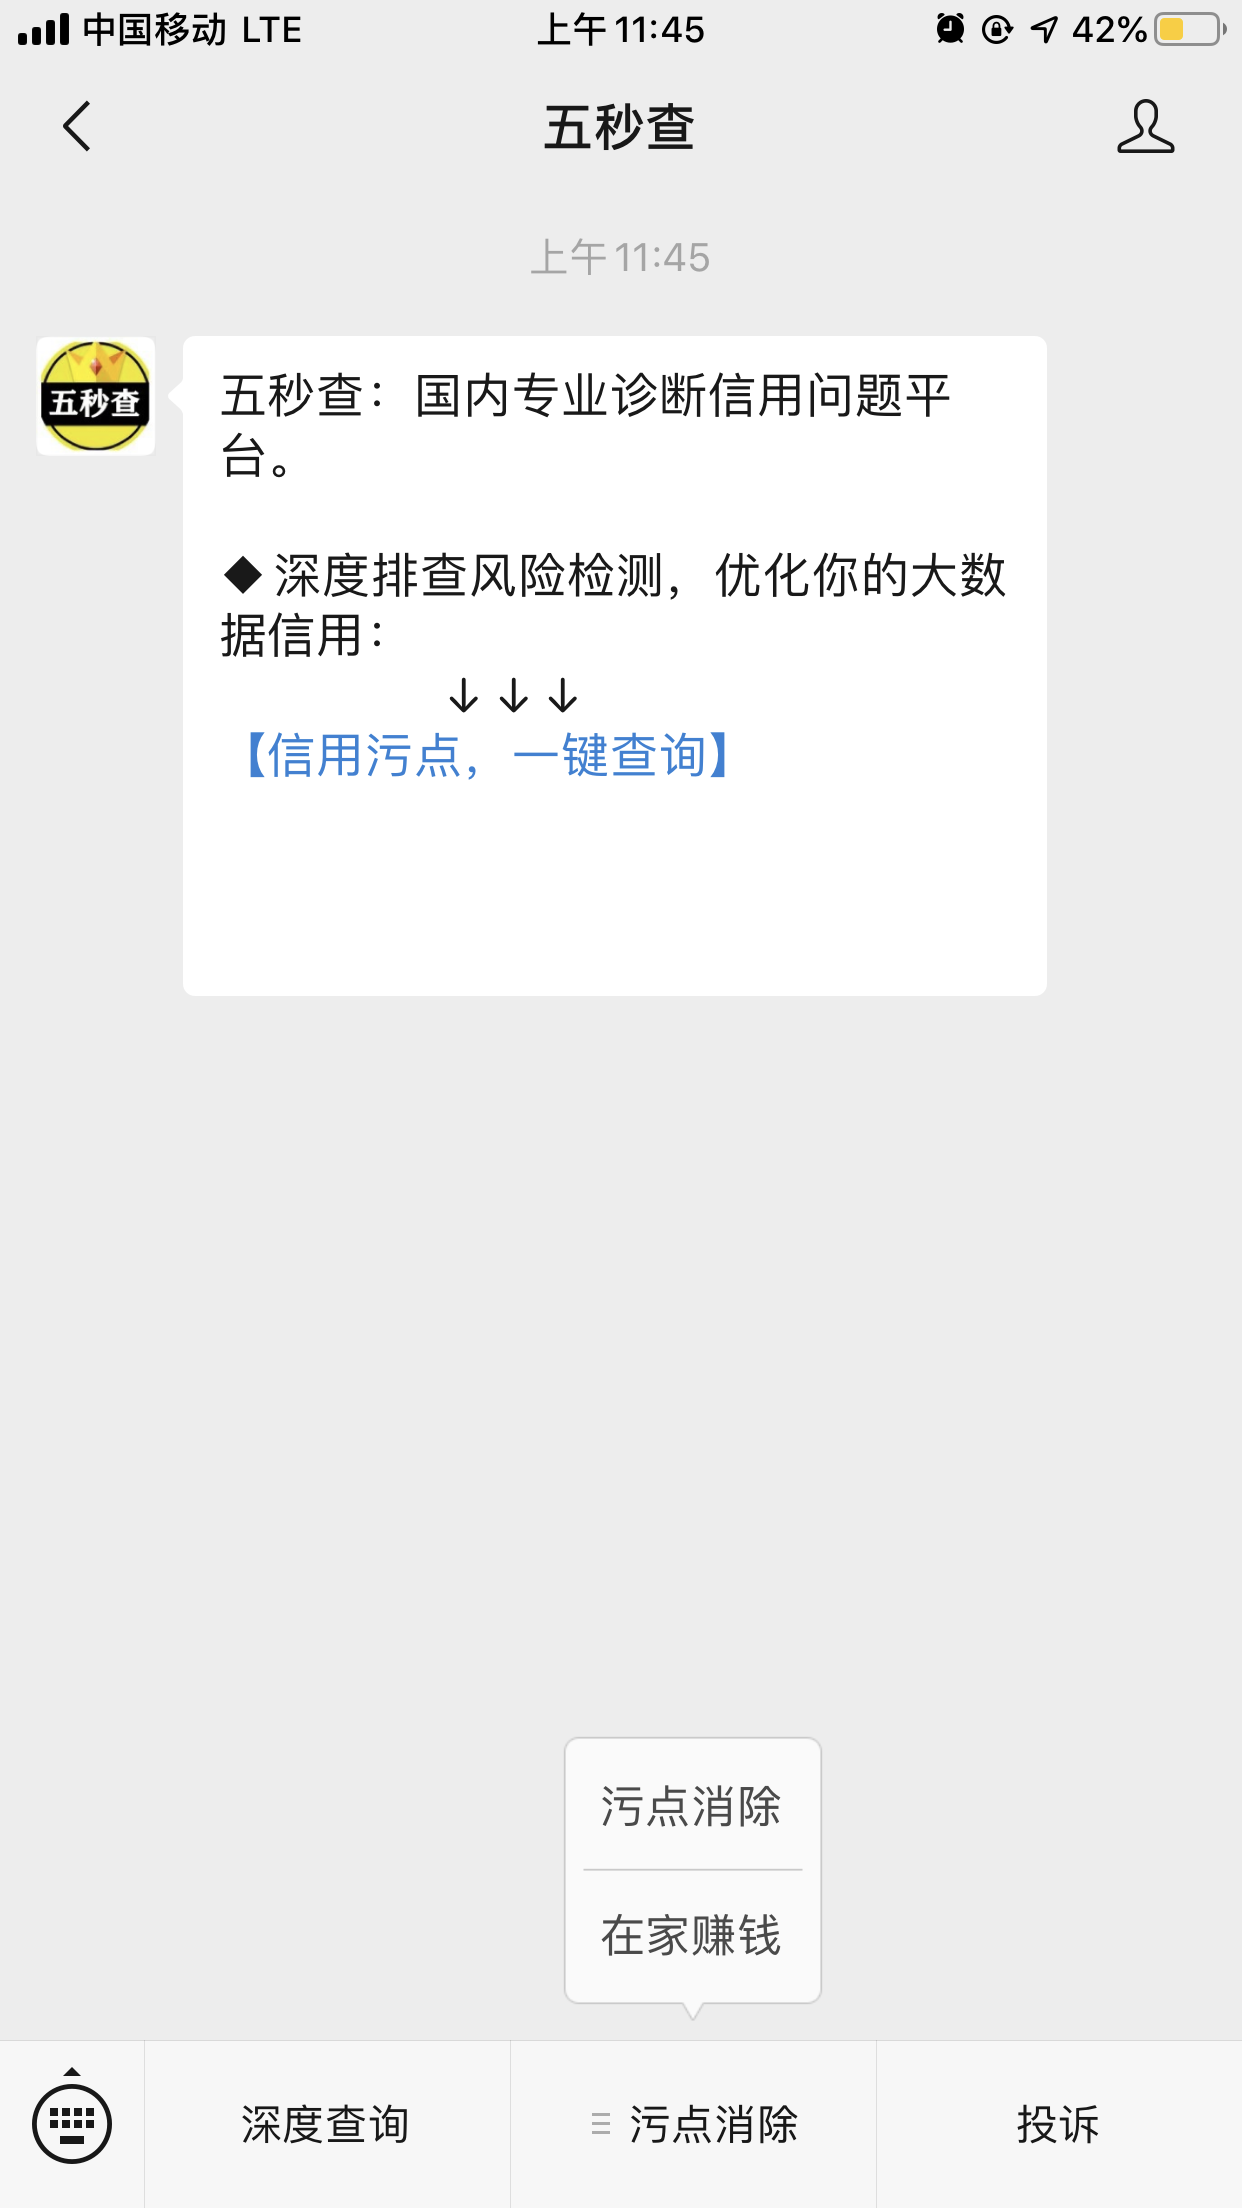 中国移动 LTE 上午11:45 42%
五秒查
上午11:45
五秒查
五秒查：国内专业诊断信用问题平
台。
◆深度排查风险检测，优化你的大数
据信用：
↓↓↓
【信用污点，一键查询】
污点消除
在家赚钱
深度查询 污点消除 投诉